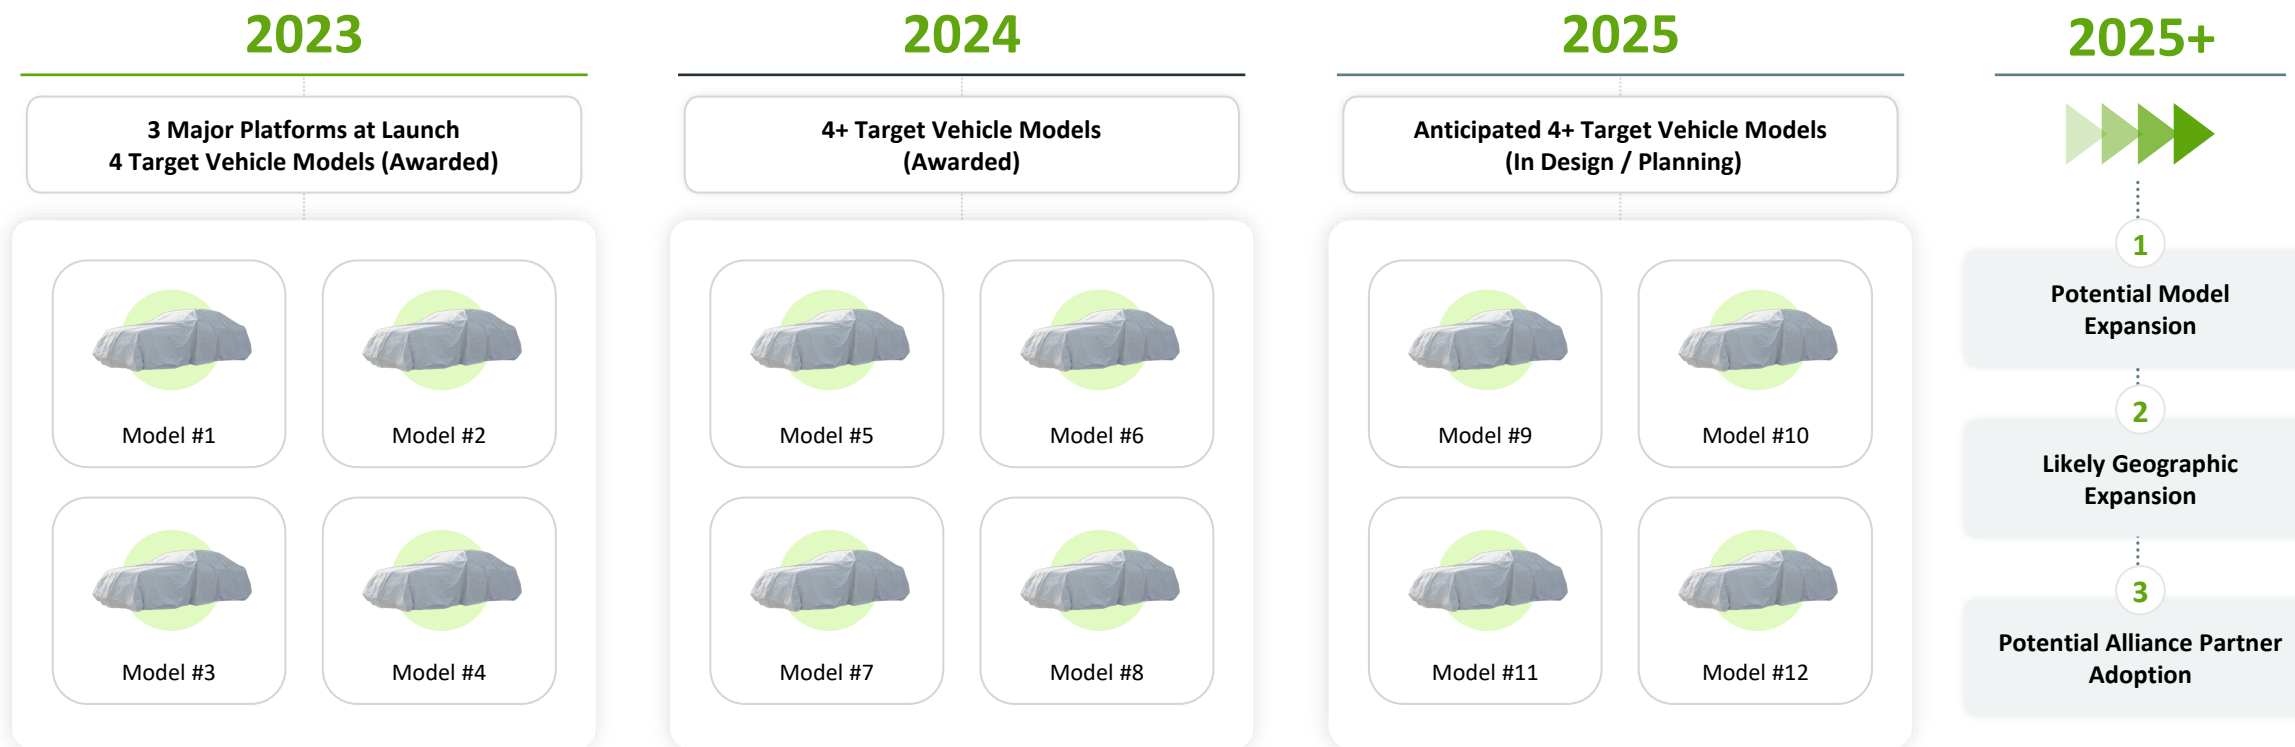 2023
3 Major Platforms at Launch
4 Target Vehicle Models (Awarded)
Model #1
Model #2
Model #3
Model #4
2024
4+ Target Vehicle Models
(Awarded)
Model #5
Model #6
Model #7
Model #8
2025
Anticipated 4+ Target Vehicle Models
(In Design / Planning)
Model #9
Model #10
Model #11
Model #12
2025+
1
Potential Model
Expansion
2
Likely Geographic
Expansion
3
Potential Alliance Partner
Adoption